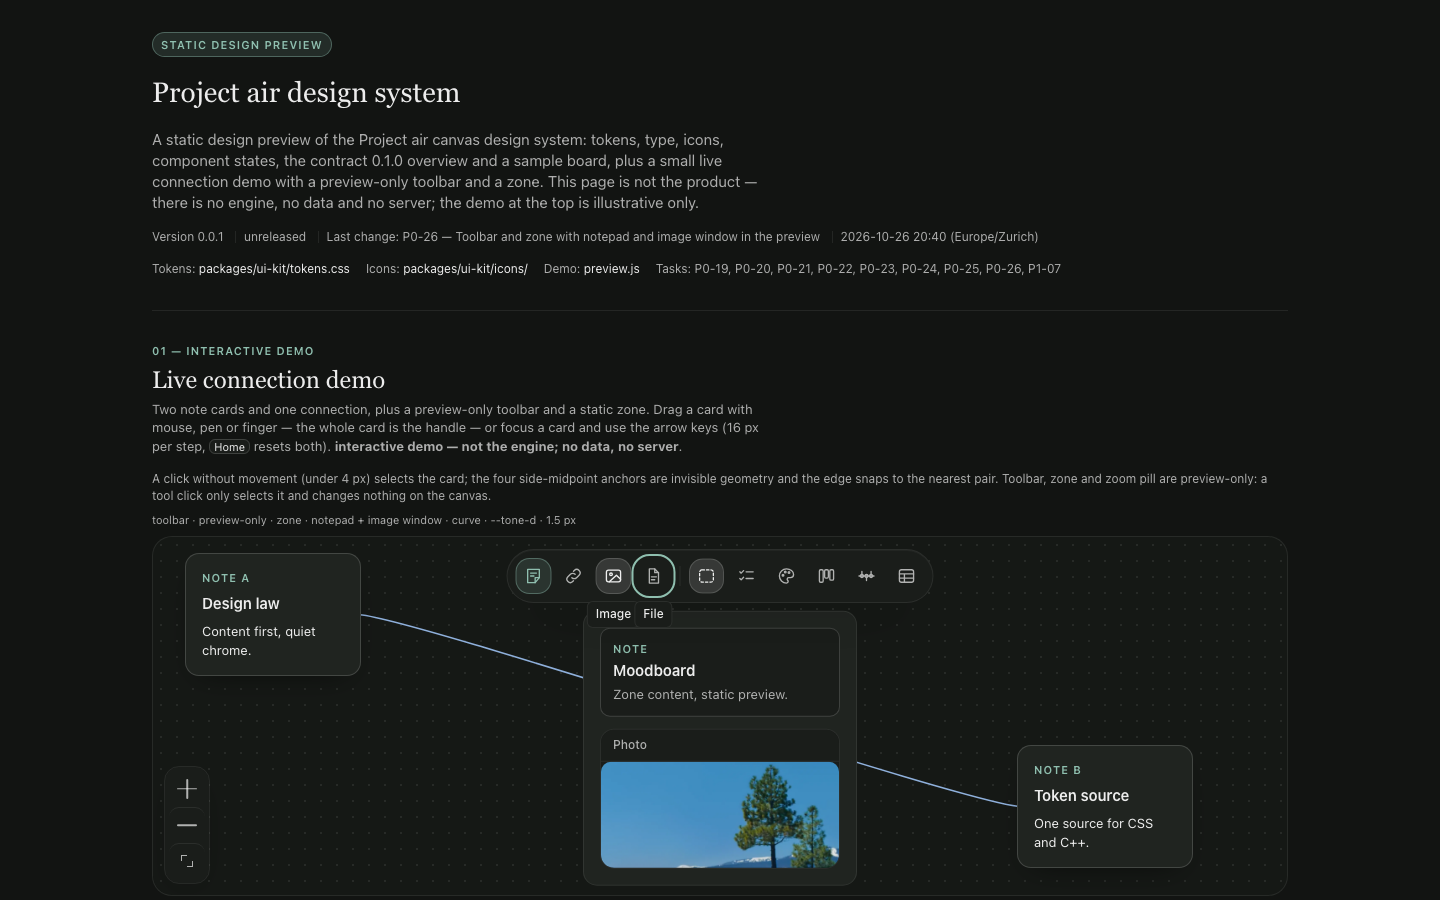 STATIC DESIGN PREVIEW
Project air design system
A static design preview of the Project air canvas design system: tokens, type, icons,
component states, the contract 0.1.0 overview and a sample board, plus a small live
connection demo with a preview-only toolbar and a zone. This page is not the product —
there is no engine, no data and no server; the demo at the top is illustrative only.
Version 0.0.1 unreleased Last change: P0-26 — Toolbar and zone with notepad and image window in the preview 2026-10-26 20:40 (Europe/Zurich)
Tokens: packages/ui-kit/tokens.css Icons: packages/ui-kit/icons/ Demo: preview.js Tasks: P0-19, P0-20, P0-21, P0-22, P0-23, P0-24, P0-25, P0-26, P1-07
01 — INTERACTIVE DEMO
Live connection demo
Two note cards and one connection, plus a preview-only toolbar and a static zone. Drag a card with
mouse, pen or finger — the whole card is the handle — or focus a card and use the arrow keys (16 px
per step, Home resets both). interactive demo — not the engine; no data, no server.
A click without movement (under 4 px) selects the card; the four side-midpoint anchors are invisible geometry and the edge snaps to the nearest pair. Toolbar, zone and zoom pill are preview-only: a
tool click only selects it and changes nothing on the canvas.
toolbar · preview-only · zone · notepad + image window · curve · --tone-d · 1.5 px
NOTE A
Design law
Content first, quiet
chrome.
Image File
NOTE
Moodboard
Zone content, static preview.
Photo
NOTE B
Token source
One source for CSS
and C++.